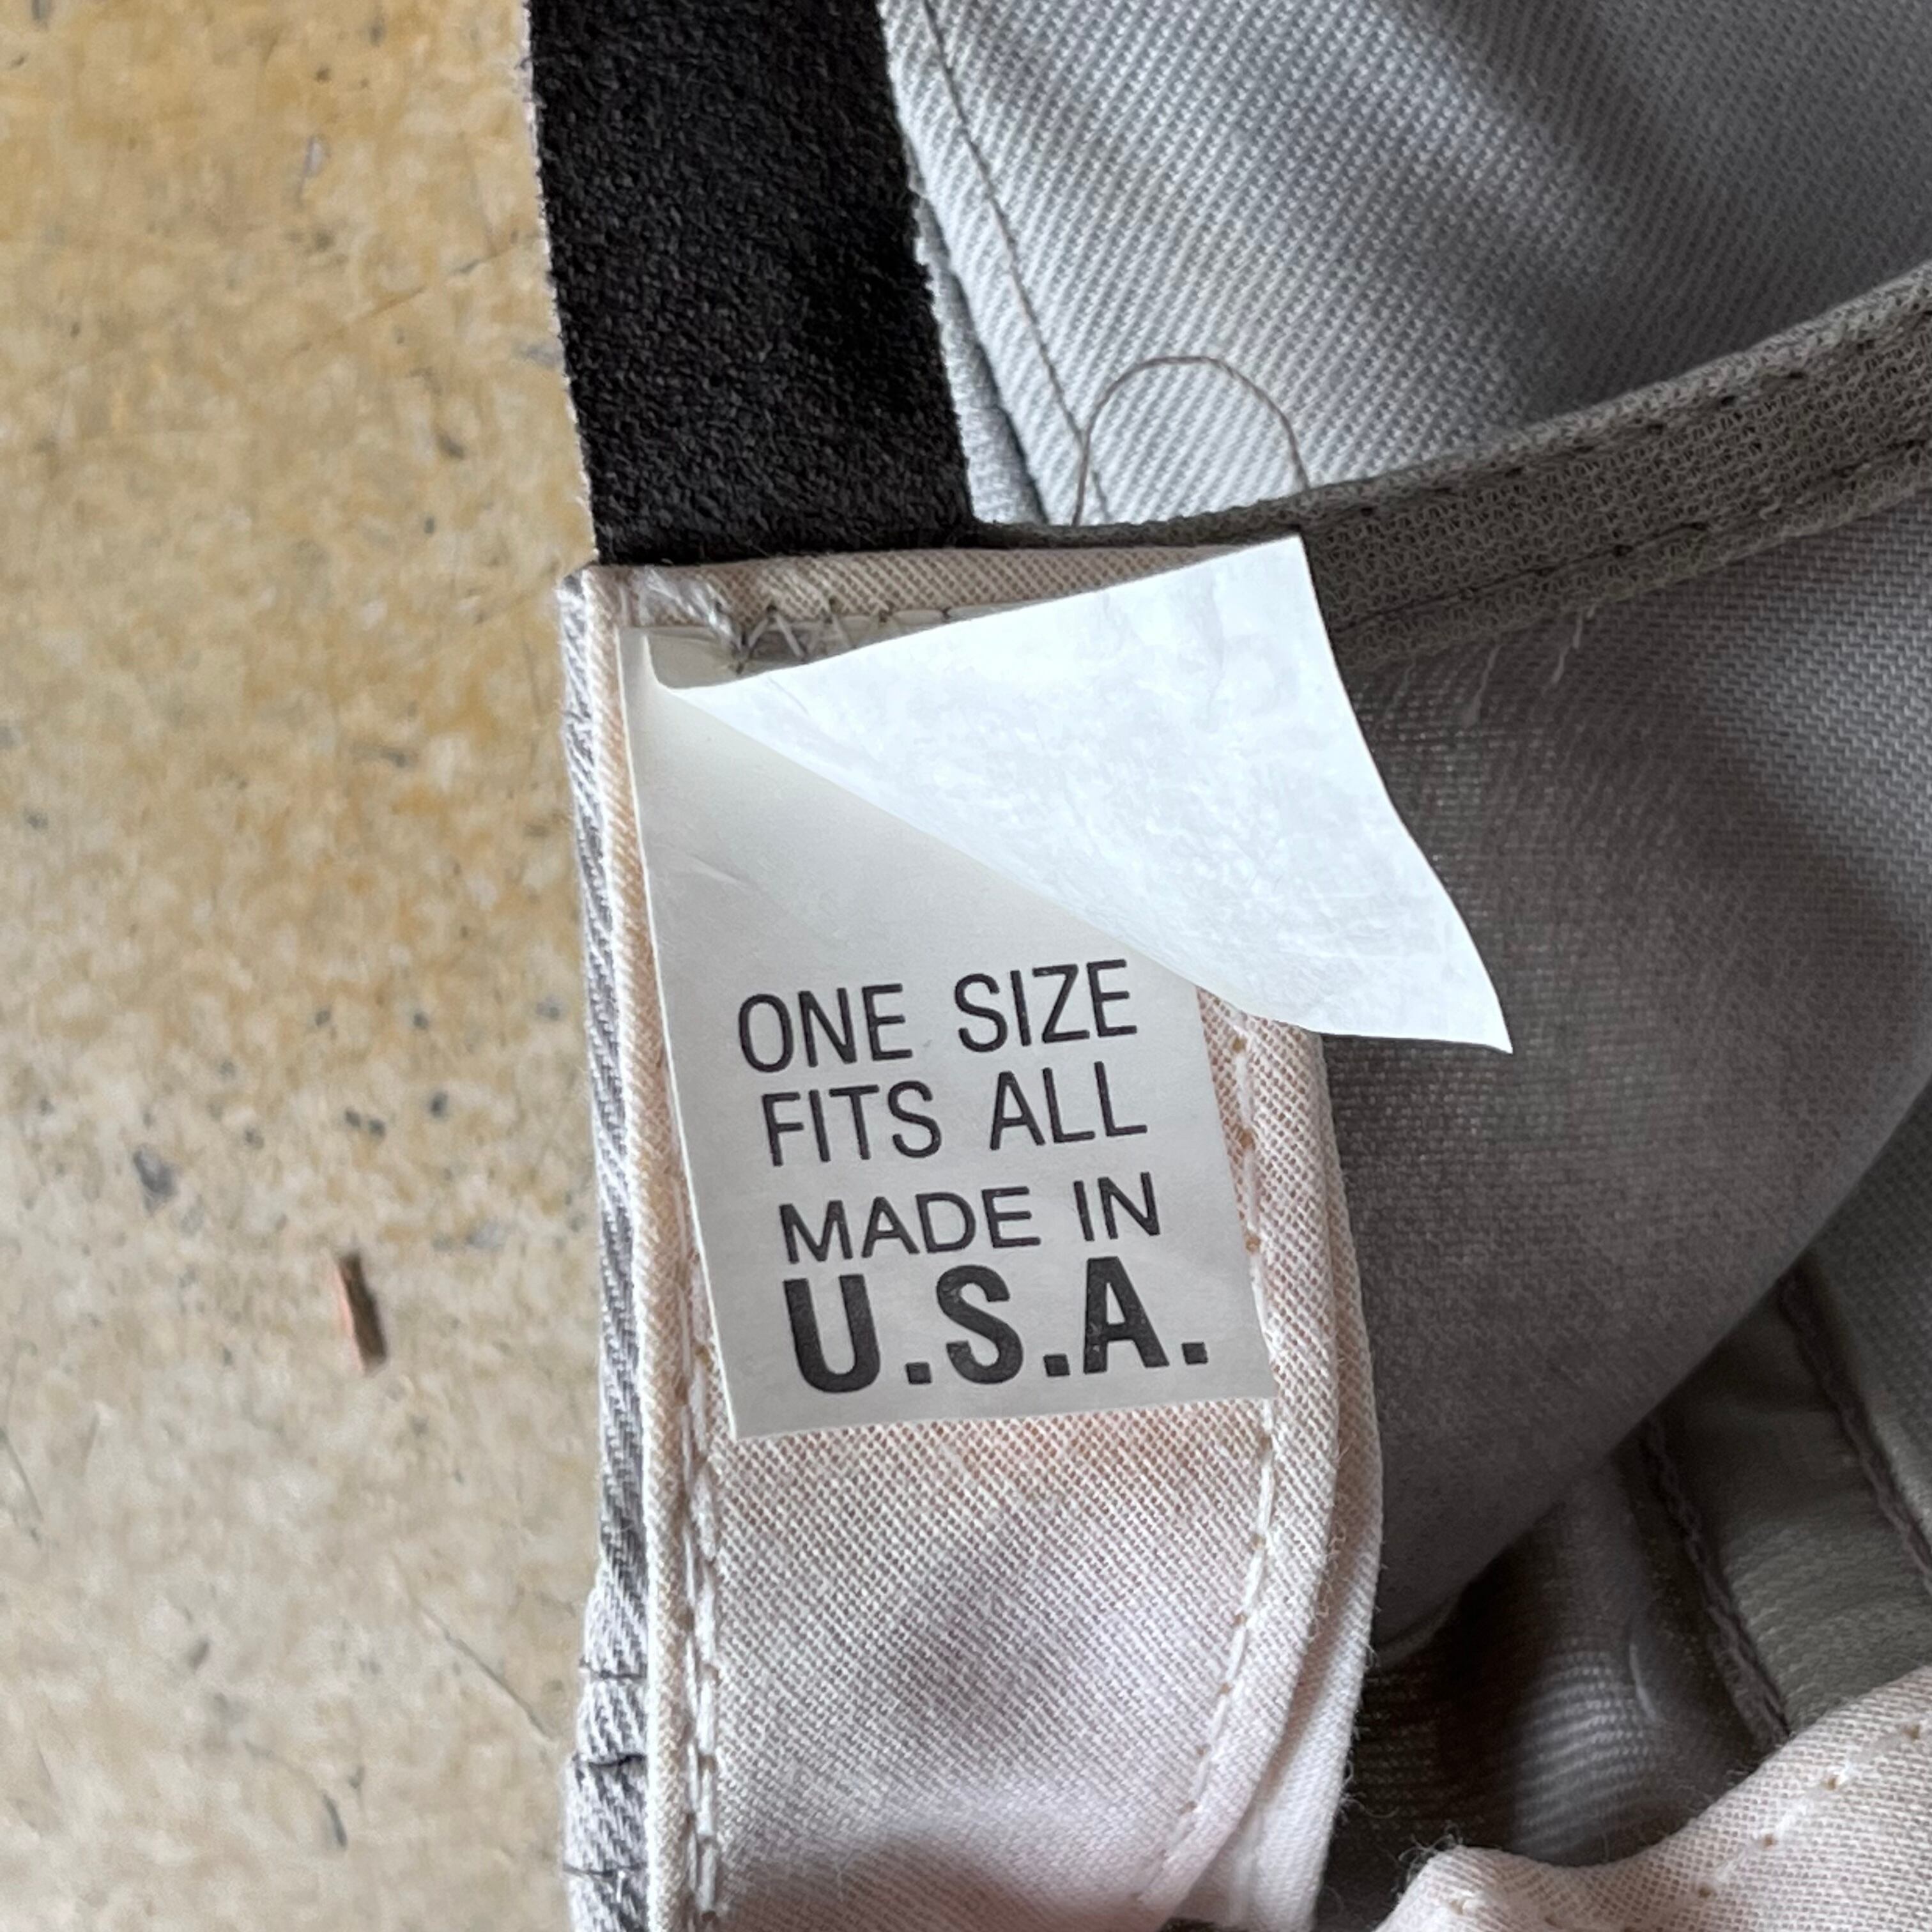 ONE SIZE
FITS ALL
MADE IN
U.S.A.